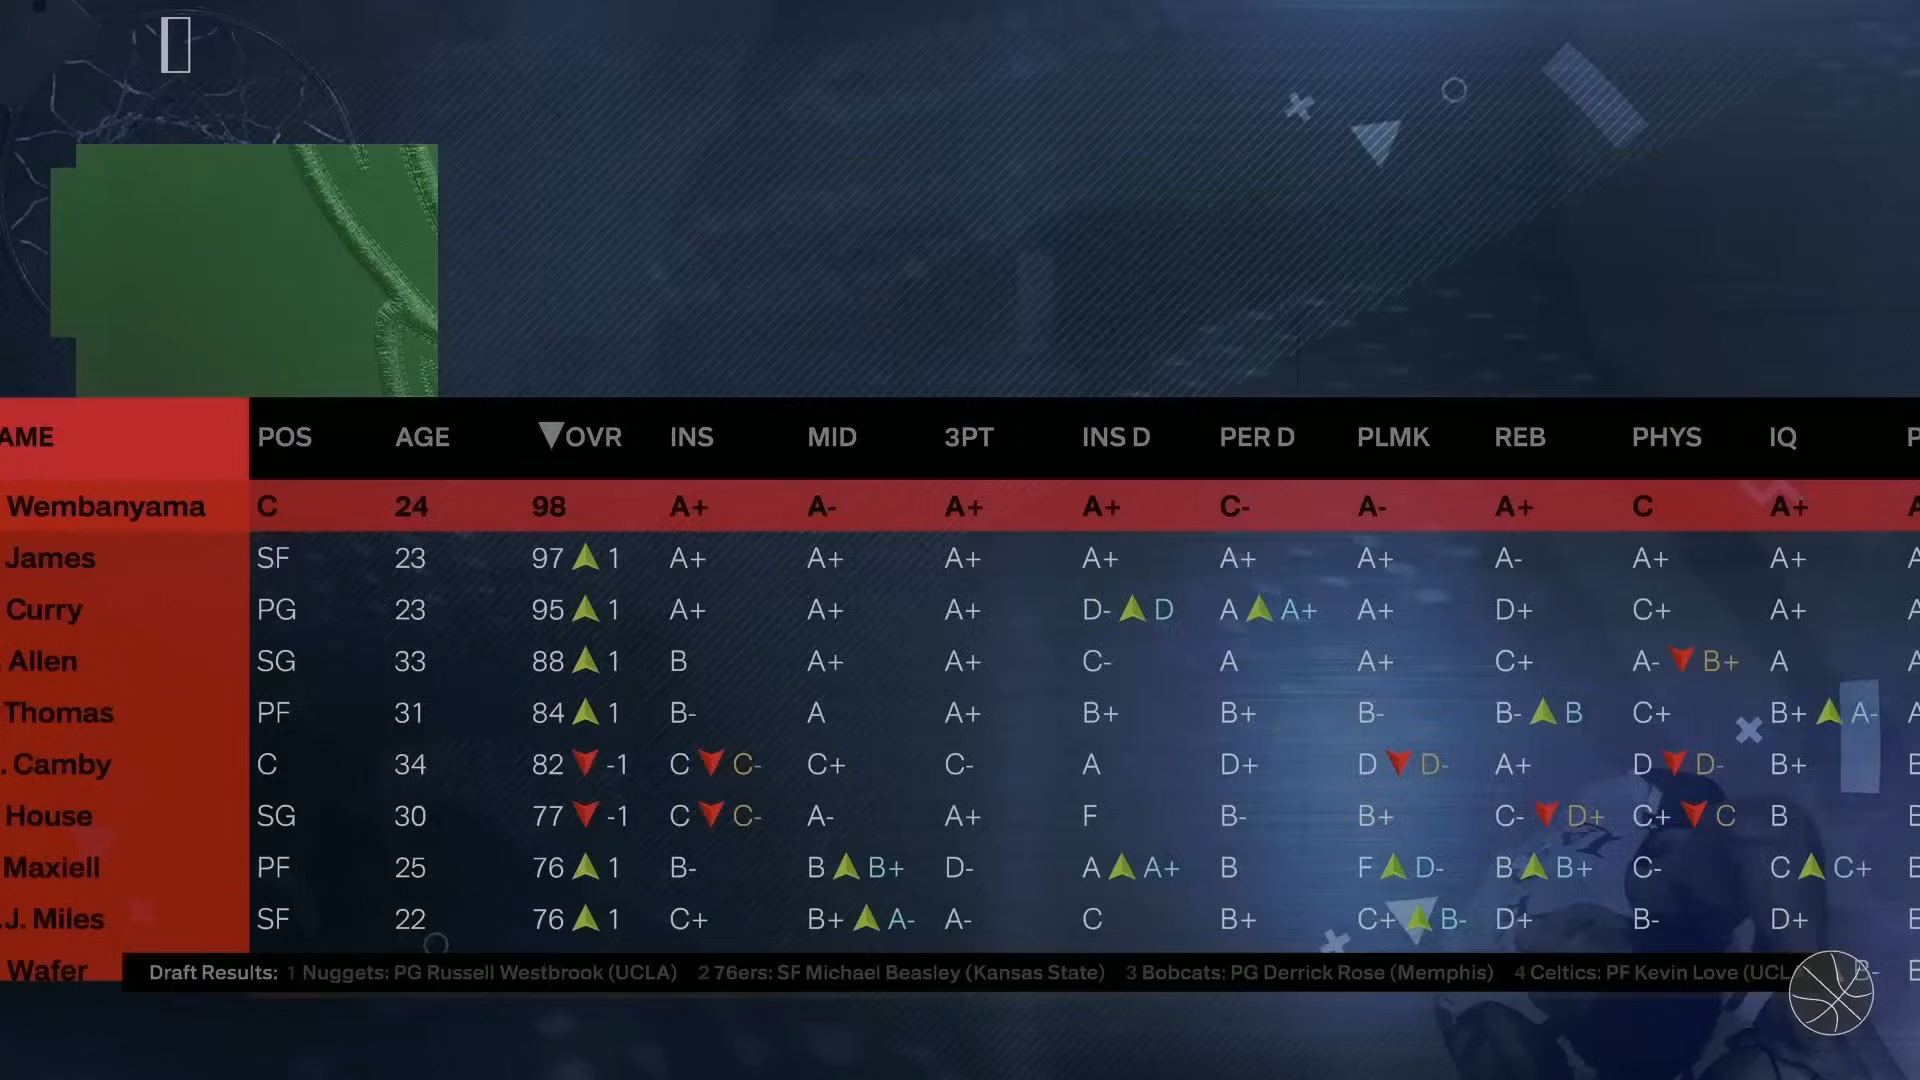 AME POS AGE OVR INS MID 3PT INS D PER D PLMK REB PHYS IQ P
Wembanyama C 24 98 A+ A- A+ A+ C- A- A+ C A+ A
James SF 23 97 1 A+ A+ A+ A+ A+ A+ A- A+ A+ A
Curry PG 23 95 1 A+ A+ A+ D- D A A+ A+ D+ C+ A+ A
. Allen SG 33 88 1 B A+ A+ C- A A+ C+ A- B+ A A
Thomas PF 31 84 1 B- A A+ B+ B+ B- B- B C+ B+ A- A
. Camby C 34 82 -1 C C- C+ C- A D+ D D- A+ D D- B+ B
House SG 30 77 -1 C C- A- A+ F B- B+ C- D+ C+ C B B
Maxiell PF 25 76 1 B- B B+ D- A A+ B F D- B B+ C- C C+ B
.J. Miles SF 22 76 1 C+ B+ A- A- C B+ C+ B- D+ B- D+ B
Wafer B- B
Draft Results: 1 Nuggets: PG Russell Westbrook (UCLA) 2 76ers: SF Michael Beasley (Kansas State) 3 Bobcats: PG Derrick Rose (Memphis) 4 Celtics: PF Kevin Love (UCL